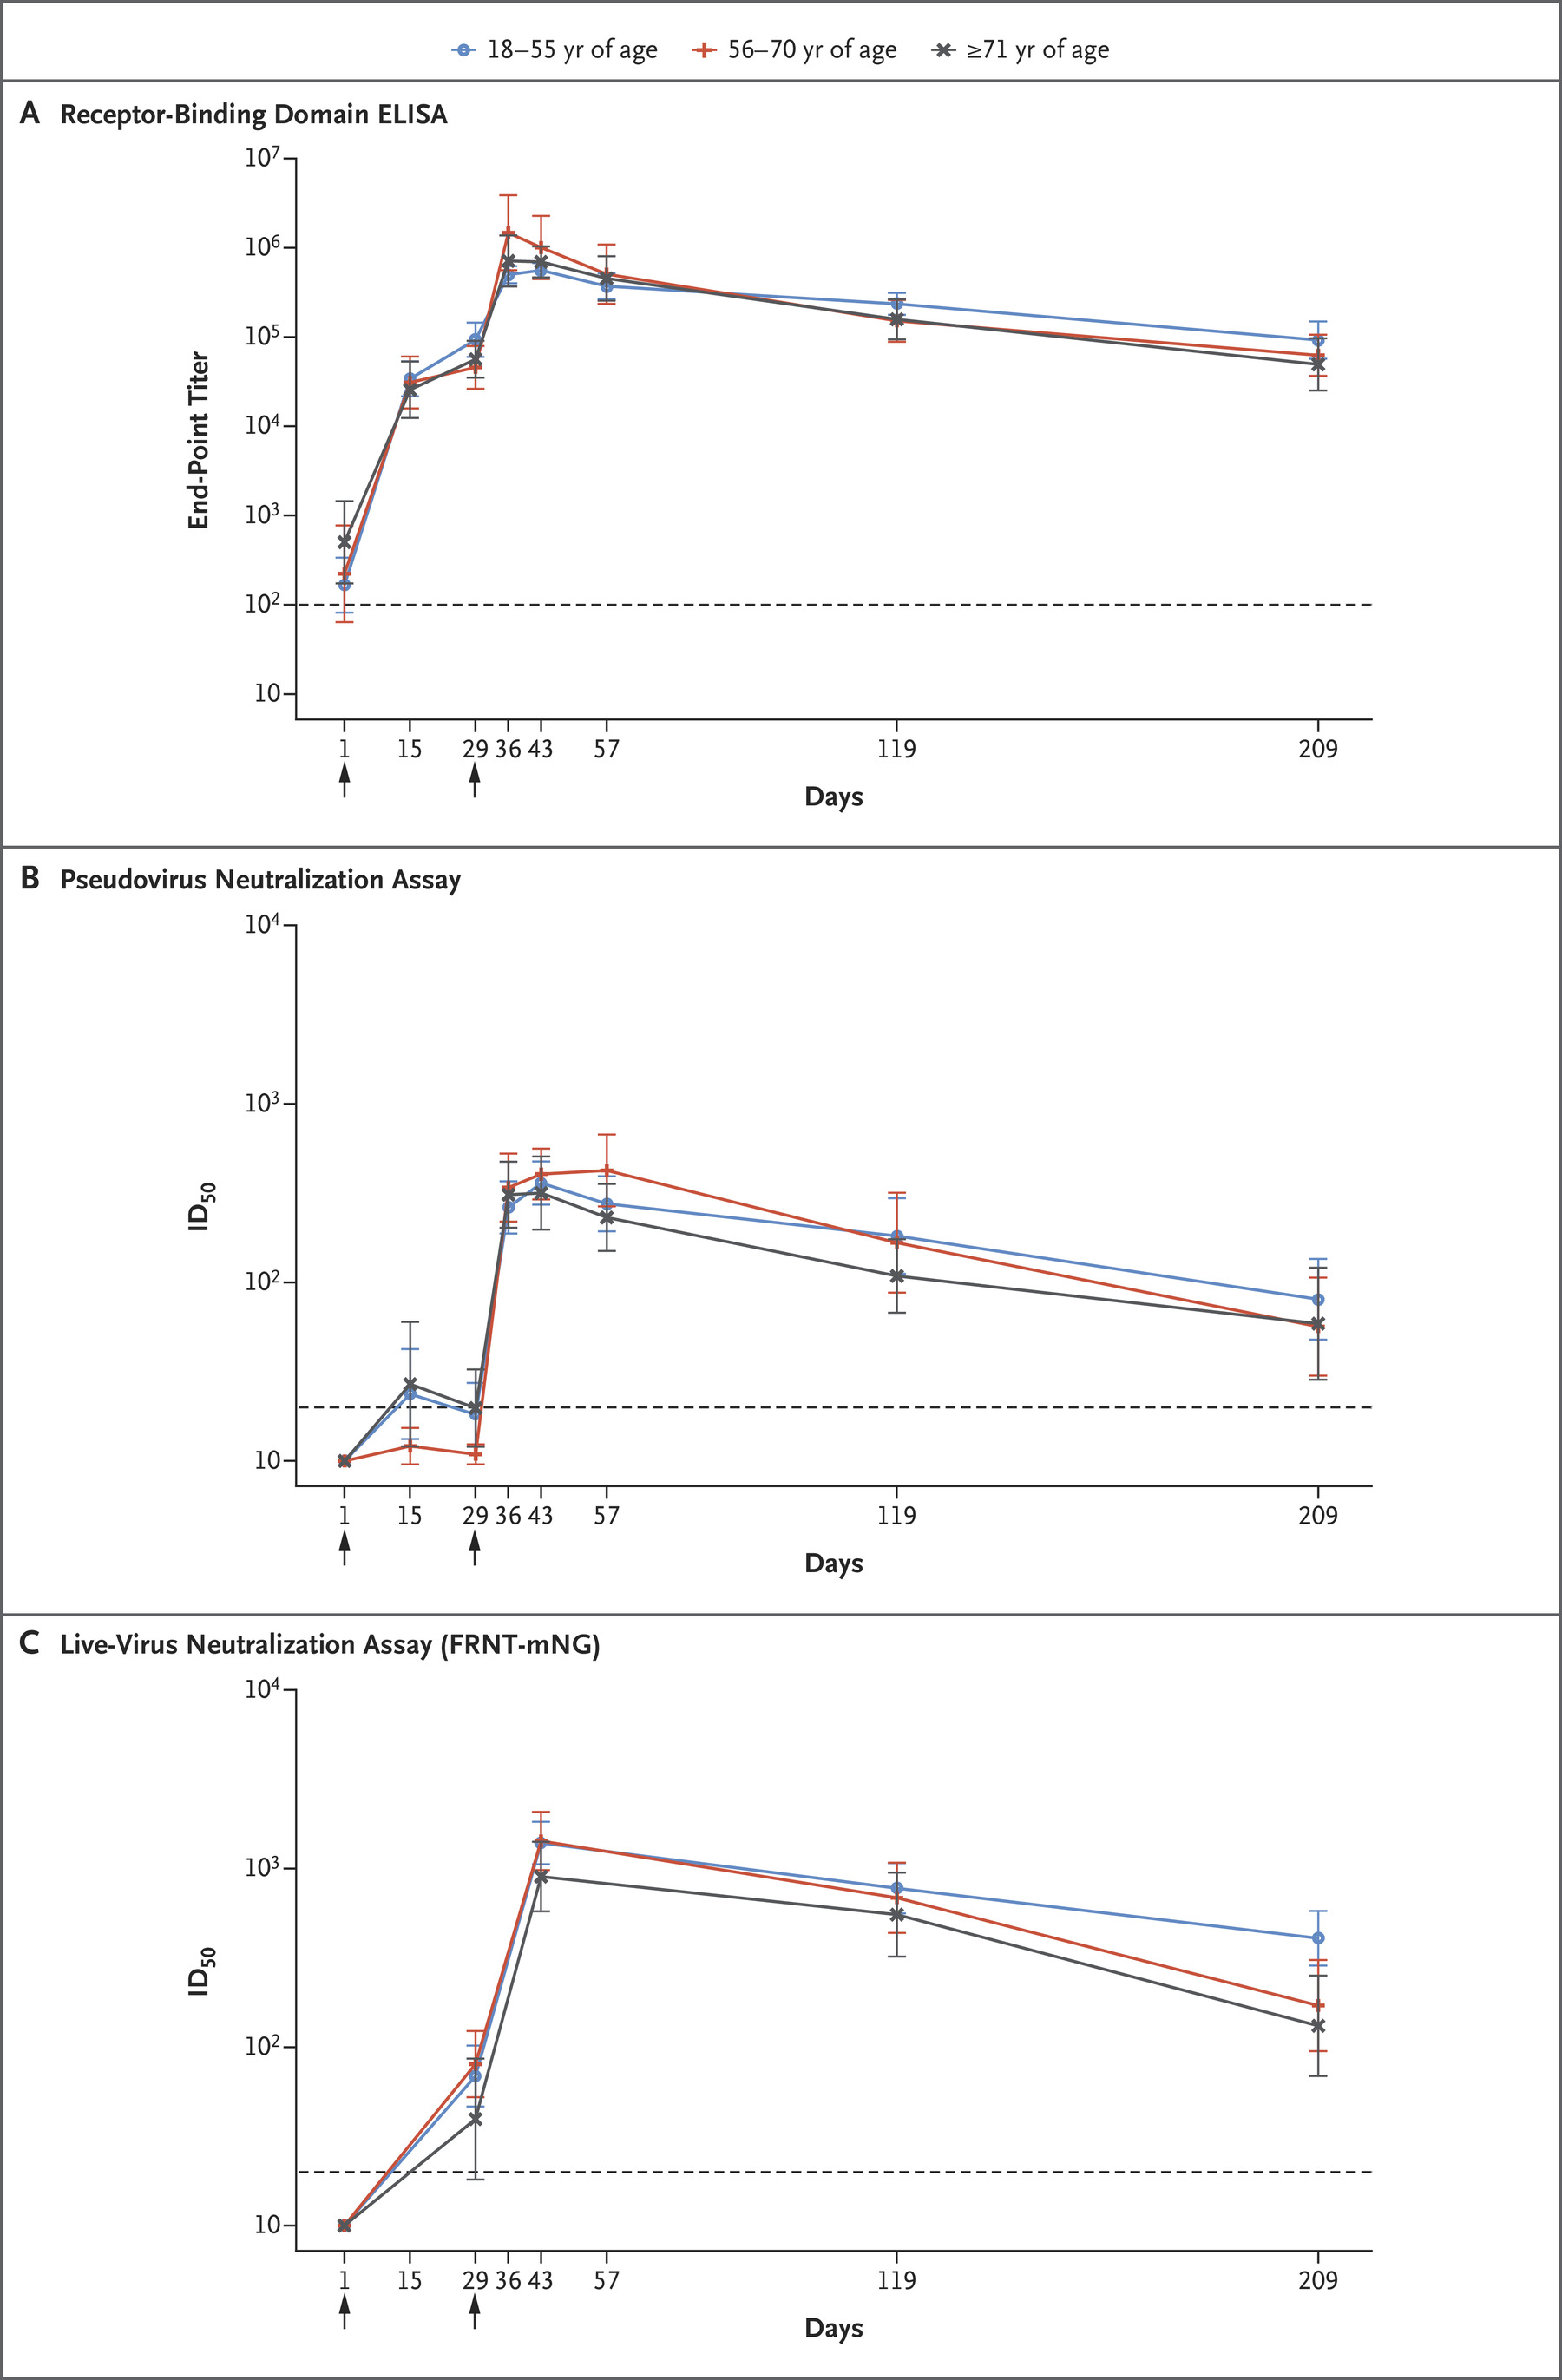 18–55 yr of age 56–70 yr of age ≥71 yr of age
A Receptor-Binding Domain ELISA
10⁷
10⁶
10⁵
10⁴
10³
10²
10
End-Point Titer
1 15 29 36 43 57 119 209
Days
B Pseudovirus Neutralization Assay
10⁴
10³
10²
10
ID₅₀
1 15 29 36 43 57 119 209
Days
C Live-Virus Neutralization Assay (FRNT-mNG)
10⁴
10³
10²
10
ID₅₀
1 15 29 36 43 57 119 209
Days